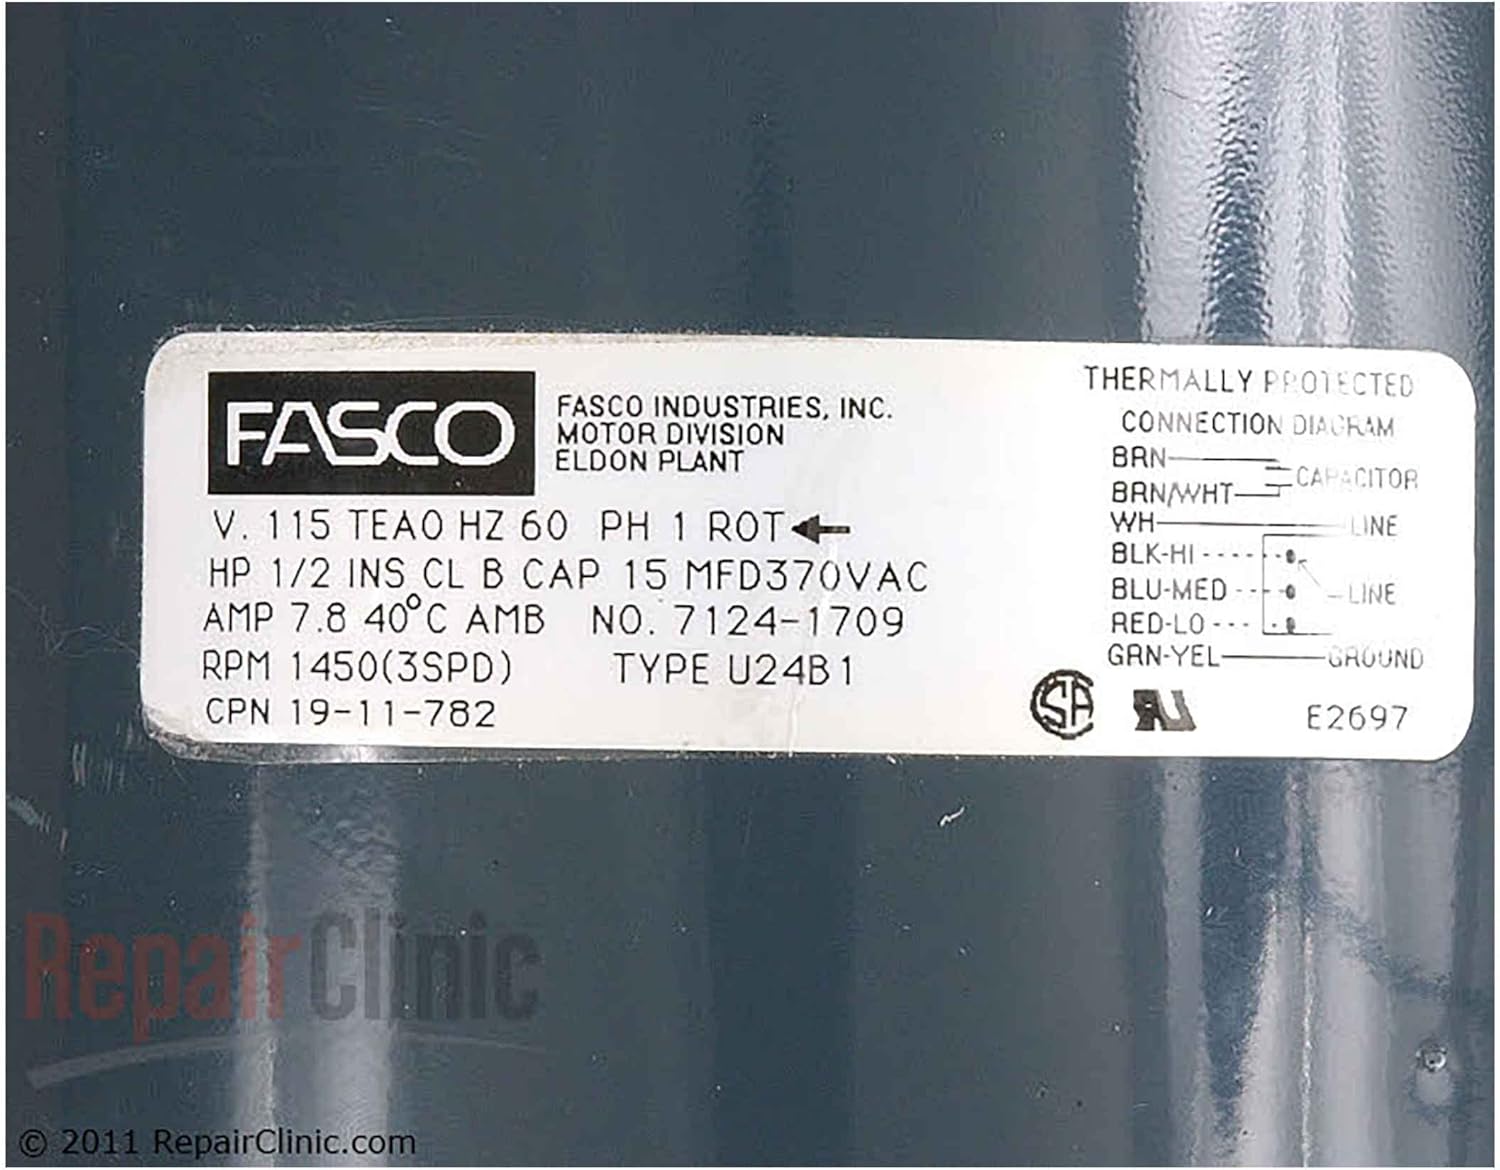 FASCO
FASCO INDUSTRIES, INC.
MOTOR DIVISION
ELDON PLANT
V. 115 TEAO HZ 60 PH 1 ROT
HP 1/2 INS CL B CAP 15 MFD370VAC
AMP 7.8 40°C AMB NO. 7124-1709
RPM 1450(3SPD) TYPE U24B1
CPN 19-11-782
THERMALLY PROTECTED
CONNECTION DIAGRAM
BRN
BRN/WHT CAPACITOR
WH LINE
BLK-HI
BLU-MED LINE
RED-LO
GRN-YEL GROUND
SA RU E2697
RepairClinic
© 2011 RepairClinic.com